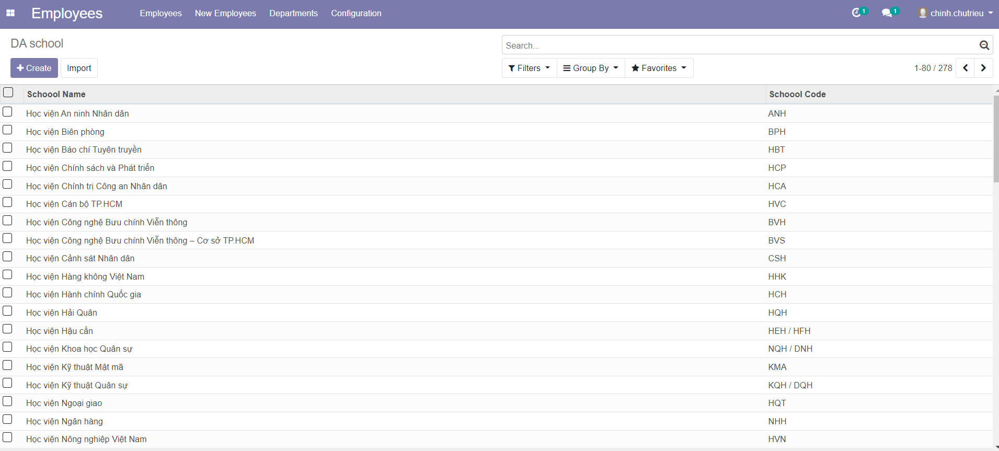 Employees Employees New Employees Departments Configuration 1 1 chinh.chutrieu
DA school
Search...
Create Import Filters Group By Favorites 1-80 / 278
Schoool Name Schoool Code
Học viện An ninh Nhân dân ANH
Học viện Biên phòng BPH
Học viện Báo chí Tuyên truyền HBT
Học viện Chính sách và Phát triển HCP
Học viện Chính trị Công an Nhân dân HCA
Học viện Cán bộ TP.HCM HVC
Học viện Công nghệ Bưu chính Viễn thông BVH
Học viện Công nghệ Bưu chính Viễn thông – Cơ sở TP.HCM BVS
Học viện Cảnh sát Nhân dân CSH
Học viện Hàng không Việt Nam HHK
Học viện Hành chính Quốc gia HCH
Học viện Hải Quân HQH
Học viện Hậu cần HEH / HFH
Học viện Khoa học Quân sự NQH / DNH
Học viện Kỹ thuật Mật mã KMA
Học viện Kỹ thuật Quân sự KQH / DQH
Học viện Ngoại giao HQT
Học viện Ngân hàng NHH
Học viện Nông nghiệp Việt Nam HVN